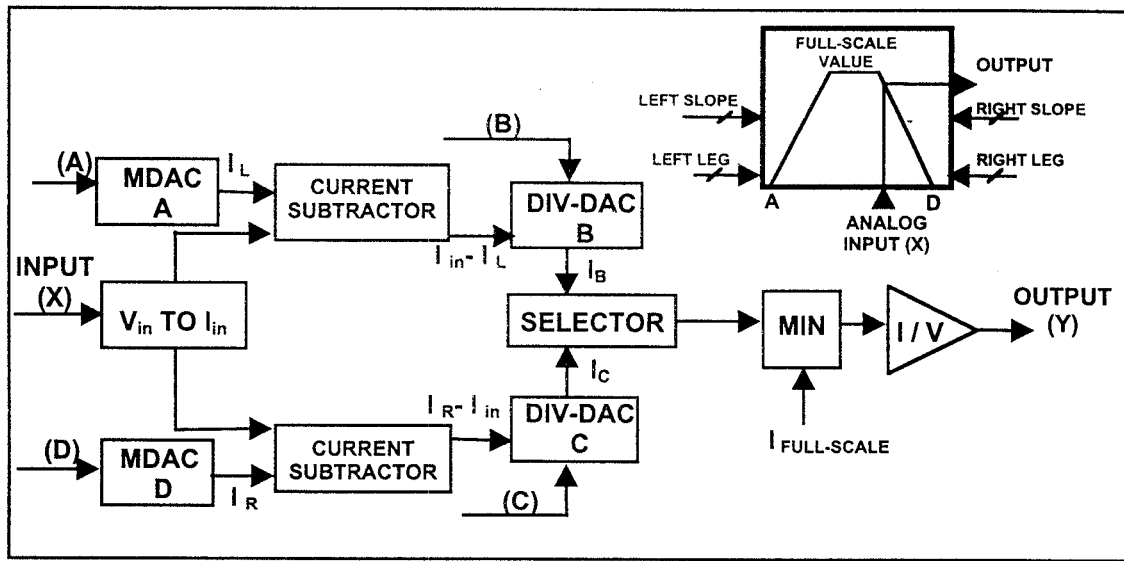 FULL-SCALE
VALUE
OUTPUT
LEFT SLOPE
RIGHT SLOPE
LEFT LEG
RIGHT LEG
A
D
ANALOG
INPUT (X)
(A)
MDAC
A
I L
CURRENT
SUBTRACTOR
(B)
DIV-DAC
B
I in- I L
I B
INPUT
(X)
V in TO I in
SELECTOR
MIN
I / V
OUTPUT
(Y)
I FULL-SCALE
I C
I R- I in
DIV-DAC
C
(D)
MDAC
D
I R
CURRENT
SUBTRACTOR
(C)